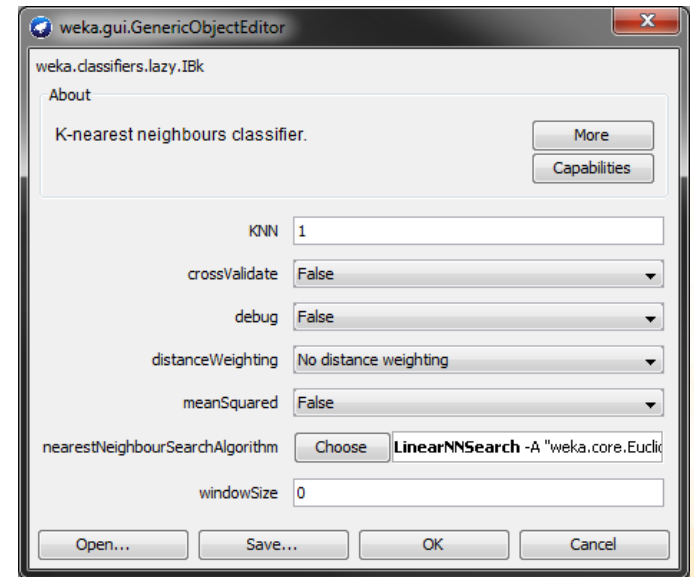 weka.gui.GenericObjectEditor
weka.classifiers.lazy.IBk
About
K-nearest neighbours classifier.
More
Capabilities
KNN 1
crossValidate False
debug False
distanceWeighting No distance weighting
meanSquared False
nearestNeighbourSearchAlgorithm Choose LinearNNSearch -A "weka.core.Euclid
windowSize 0
Open... Save... OK Cancel